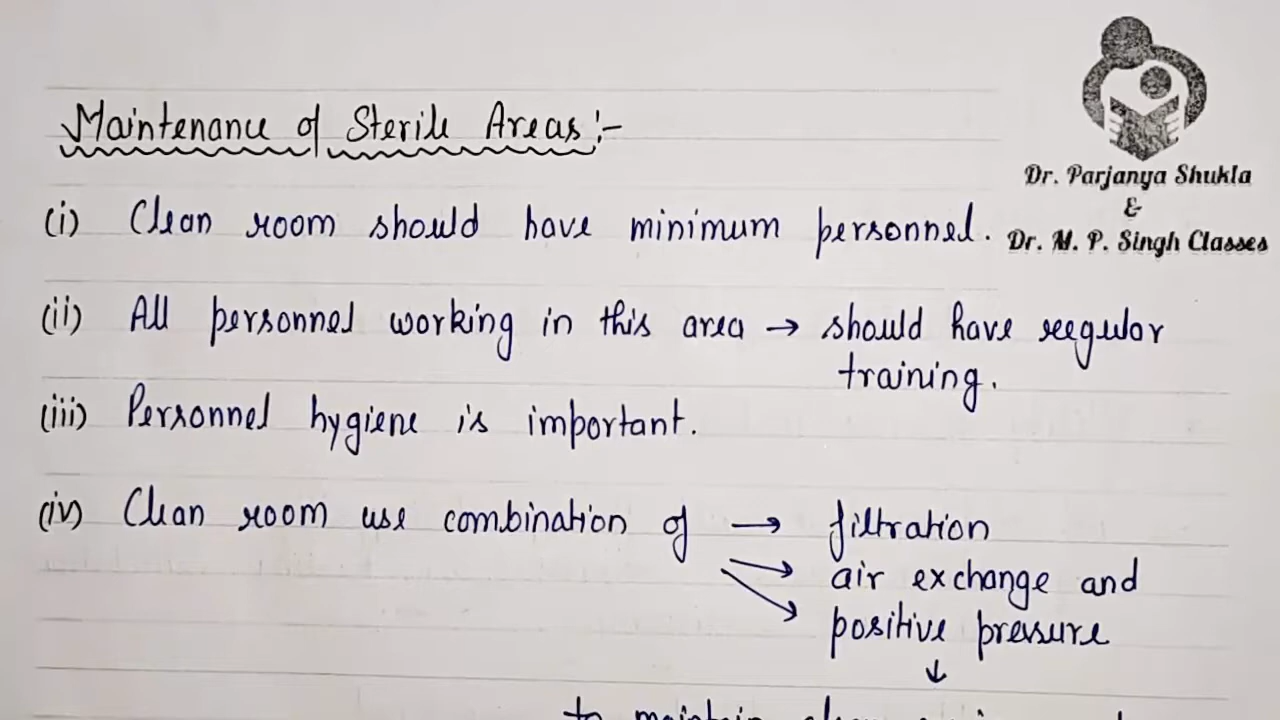 Maintenance of Sterile Areas:-
Dr. Parjanya Shukla
&
Dr. M. P. Singh Classes
(i) Clean room should have minimum personnel.
(ii) All personnel working in this area → should have regular
training.
(iii) Personnel hygiene is important.
(iv) Clean room use combination of → filtration
→ air exchange and
→ positive pressure
↓
to maintain